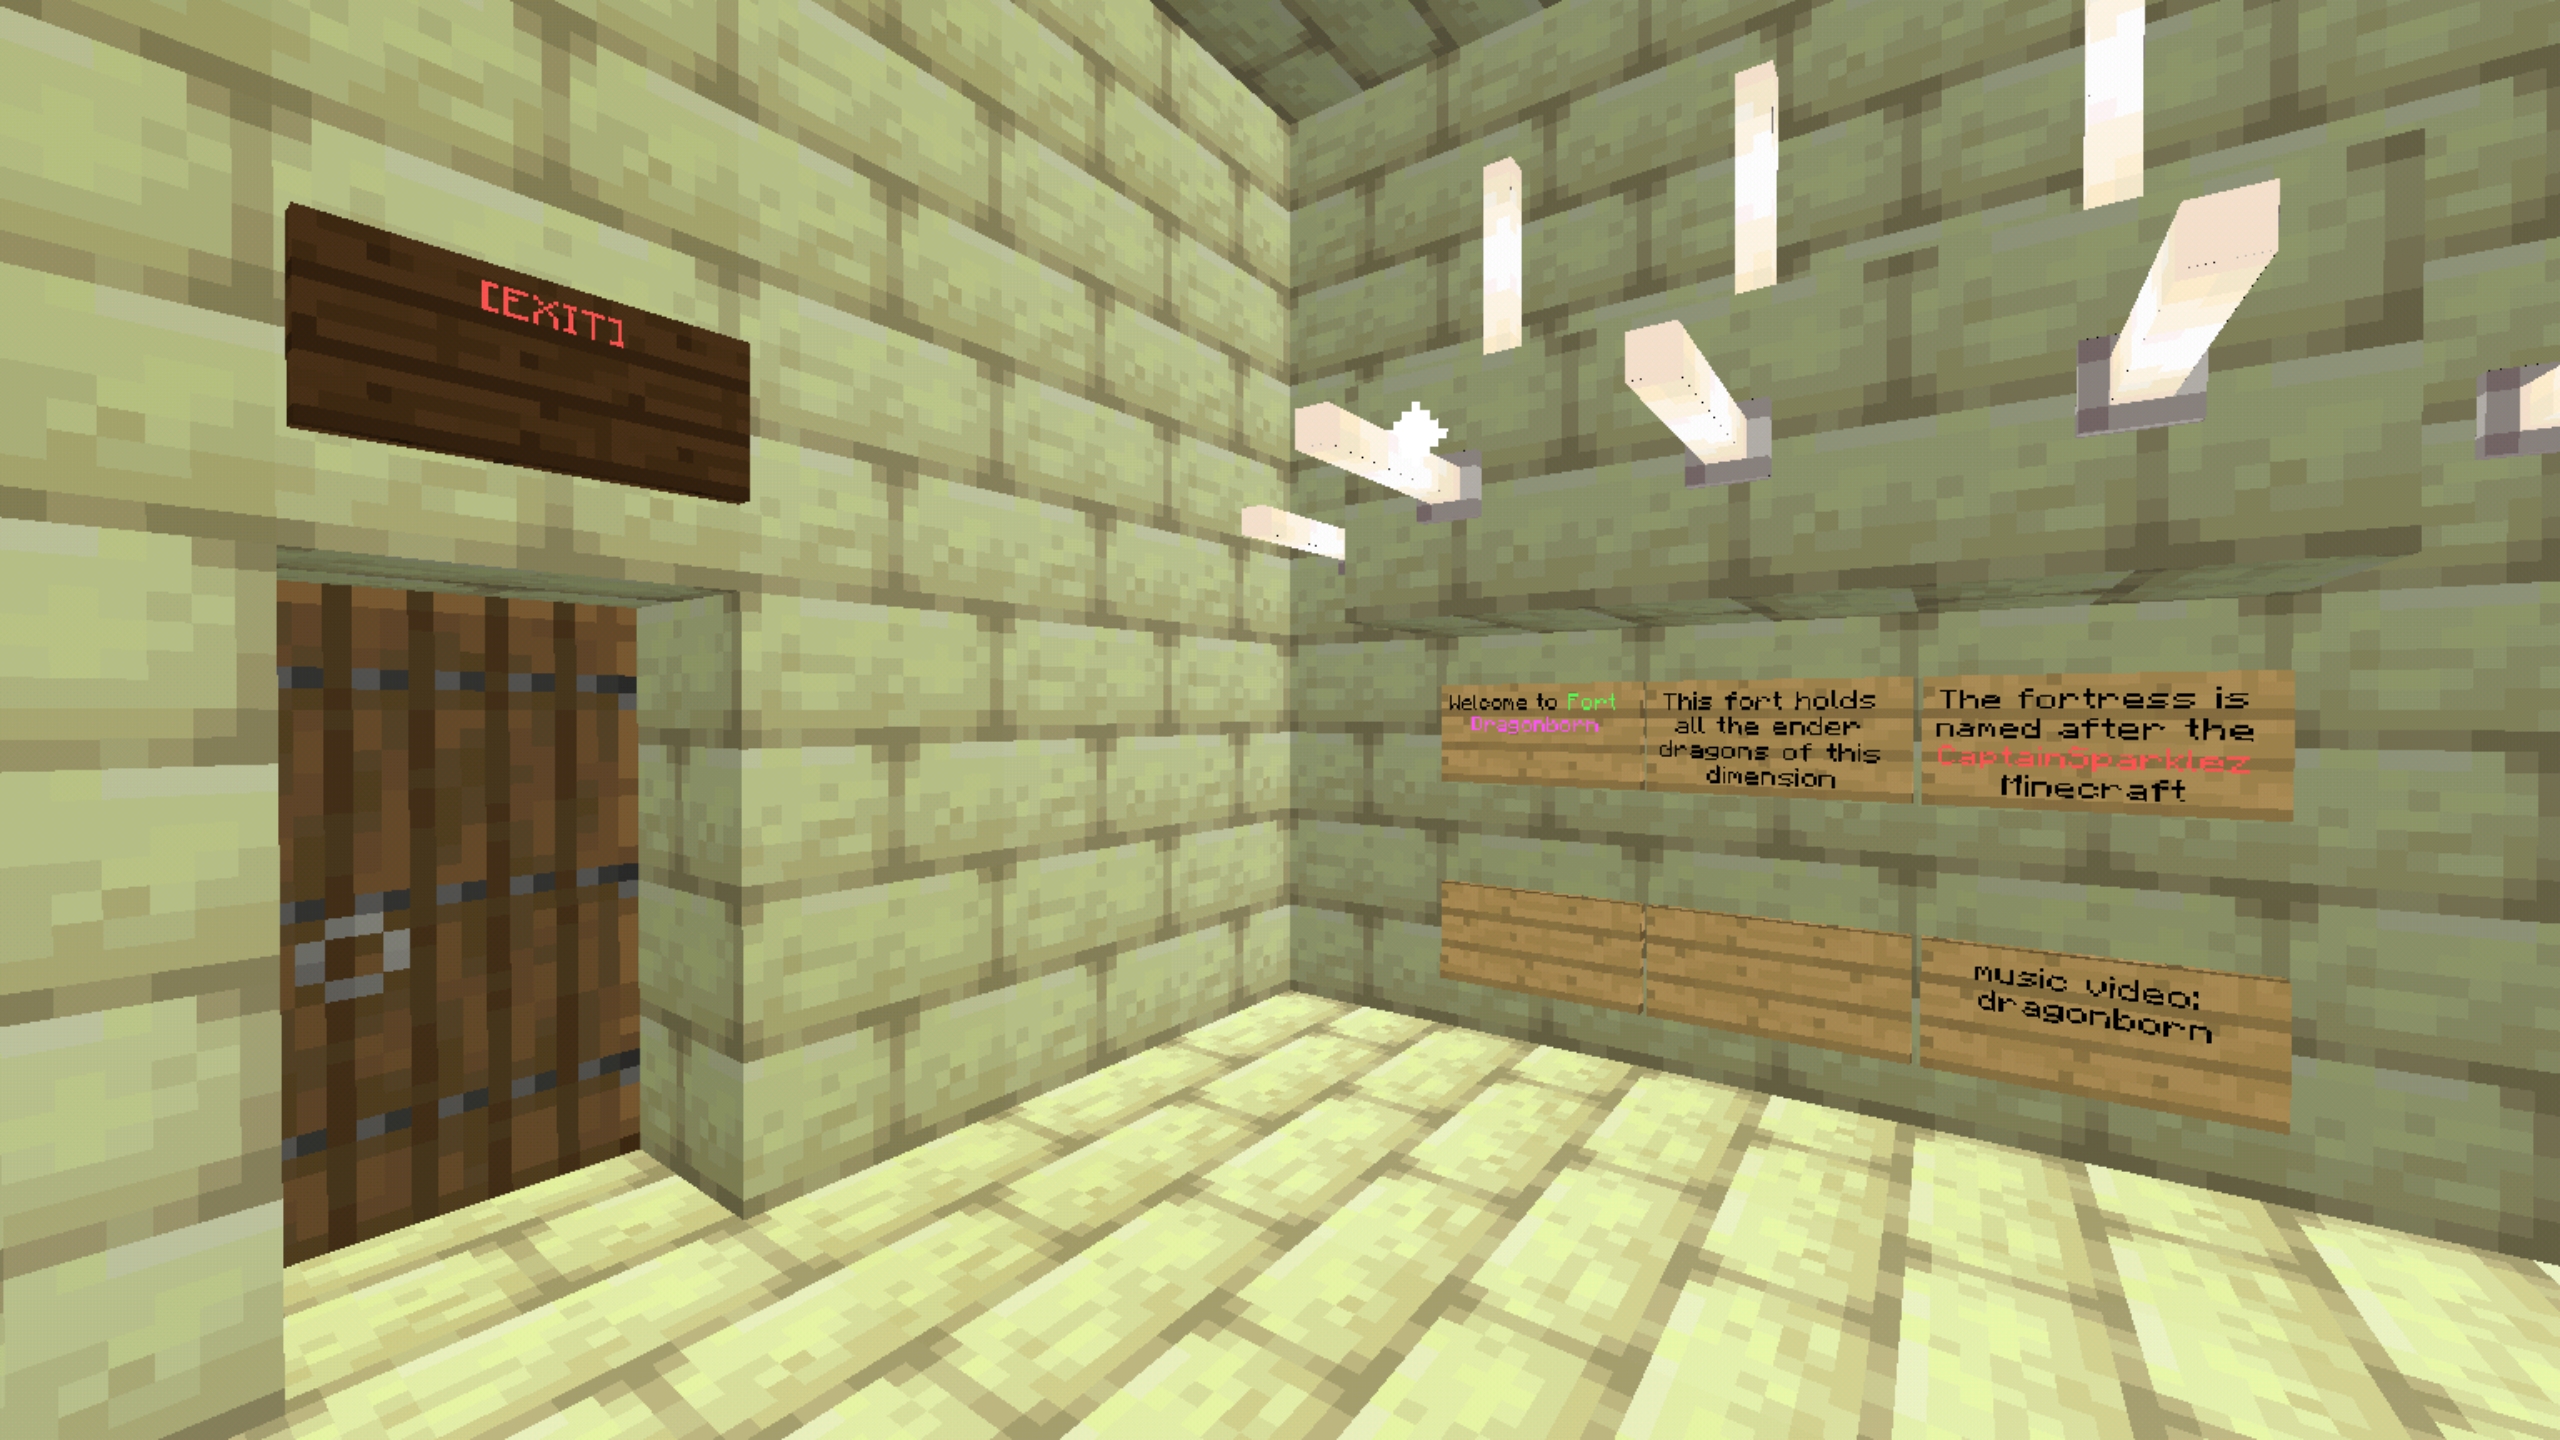 [EXIT]
Welcome to Fort
Dragonborn
This fort holds
all the ender
dragons of this
dimension
The fortress is
named after the
CaptainSparklez
Minecraft
music video:
dragonborn